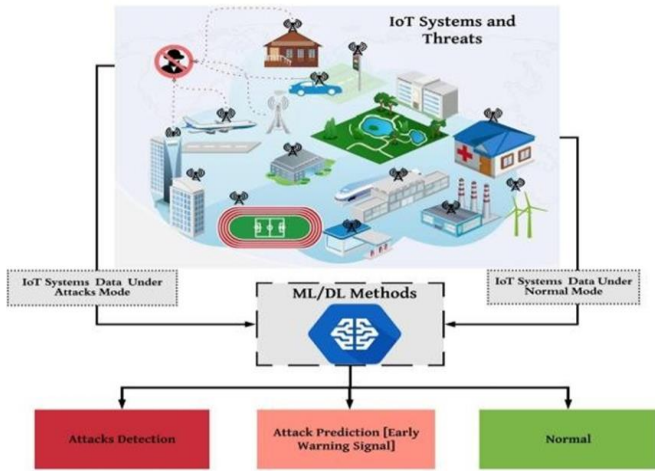 IoT Systems and
Threats
IoT Systems Data Under
Attacks Mode
IoT Systems Data Under
Normal Mode
ML/DL Methods
Attacks Detection
Attack Prediction [Early
Warning Signal]
Normal